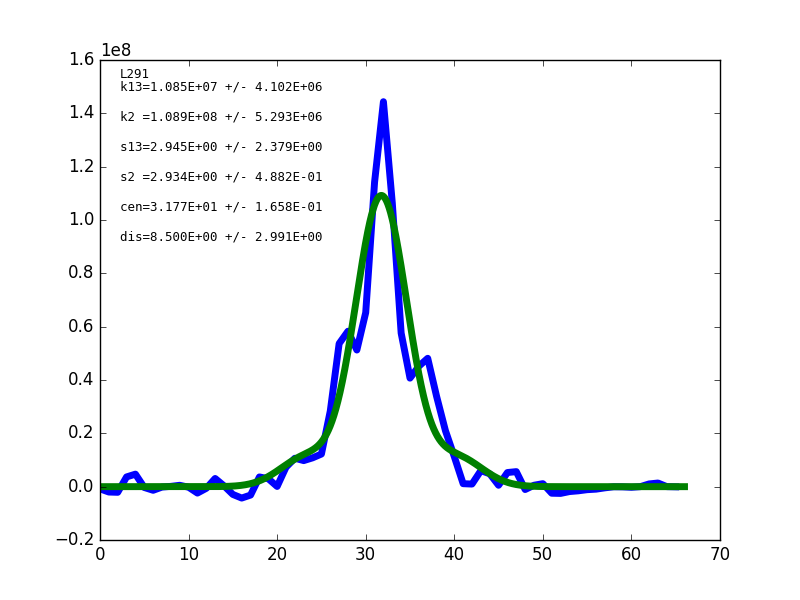 1e8
L291
k13=1.085E+07 +/- 4.102E+06
k2 =1.089E+08 +/- 5.293E+06
s13=2.945E+00 +/- 2.379E+00
s2 =2.934E+00 +/- 4.882E-01
cen=3.177E+01 +/- 1.658E-01
dis=8.500E+00 +/- 2.991E+00
1.6
1.4
1.2
1.0
0.8
0.6
0.4
0.2
0.0
−0.2
0 10 20 30 40 50 60 70